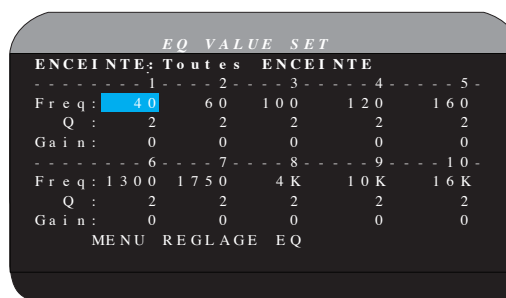 EQ VALUE SET
ENCEINTE: Toutes ENCEINTE
- - - - - - - - 1 - - - - 2 - - - - 3 - - - - - 4 - - - - - 5 -
Freq: 40 60 100 120 160
Q : 2 2 2 2 2
Gain: 0 0 0 0 0
- - - - - - - - 6 - - - - 7 - - - - 8 - - - - - 9 - - - - 10 -
Freq: 1300 1750 4K 10K 16K
Q : 2 2 2 2 2
Gain: 0 0 0 0 0
MENU REGLAGE EQ